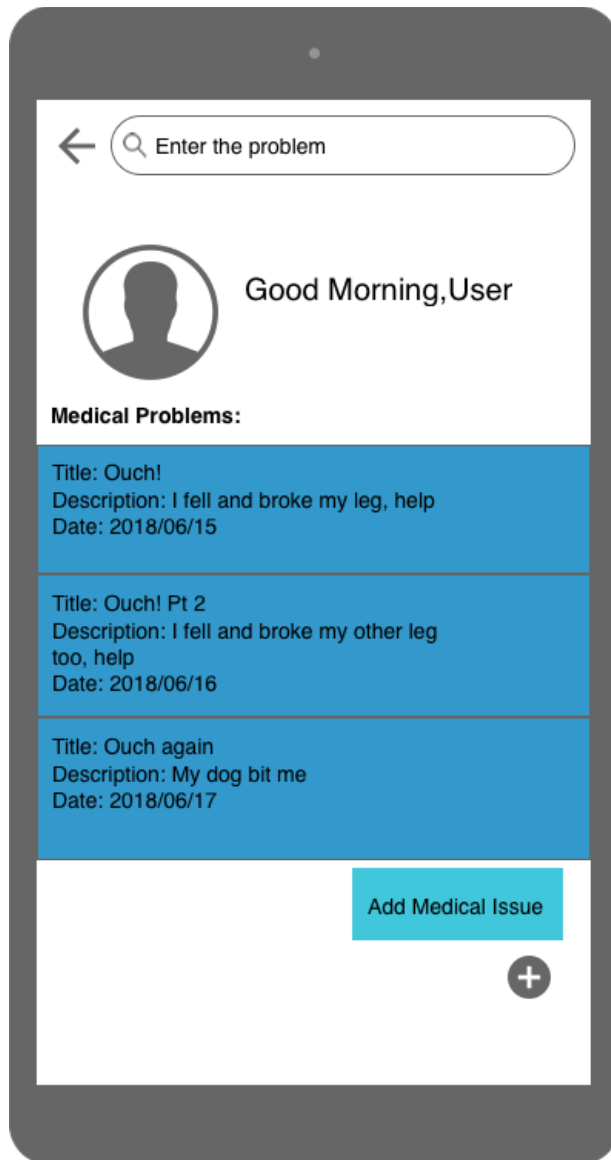 Enter the problem
Good Morning,User
Medical Problems:
Title: Ouch!
Description: I fell and broke my leg, help
Date: 2018/06/15
Title: Ouch! Pt 2
Description: I fell and broke my other leg
too, help
Date: 2018/06/16
Title: Ouch again
Description: My dog bit me
Date: 2018/06/17
Add Medical Issue